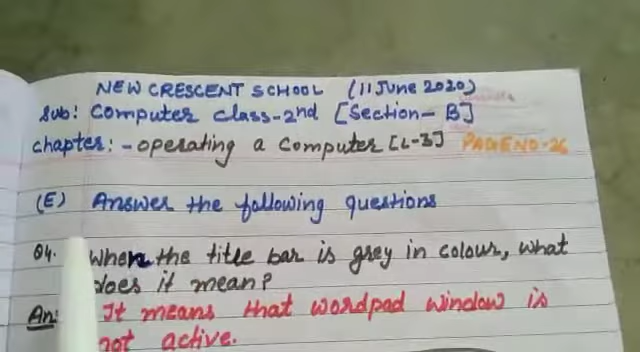 NEW CRESCENT SCHOOL (11 June 2020)
Sub: Computer Class-2nd [Section-B]
Chapter:-operating a Computer [L-3] PAGE NO-26
(E) Answer the following questions
Q4. When the title bar is grey in colour, what
does it mean?
An: It means that wordpad window is
not active.